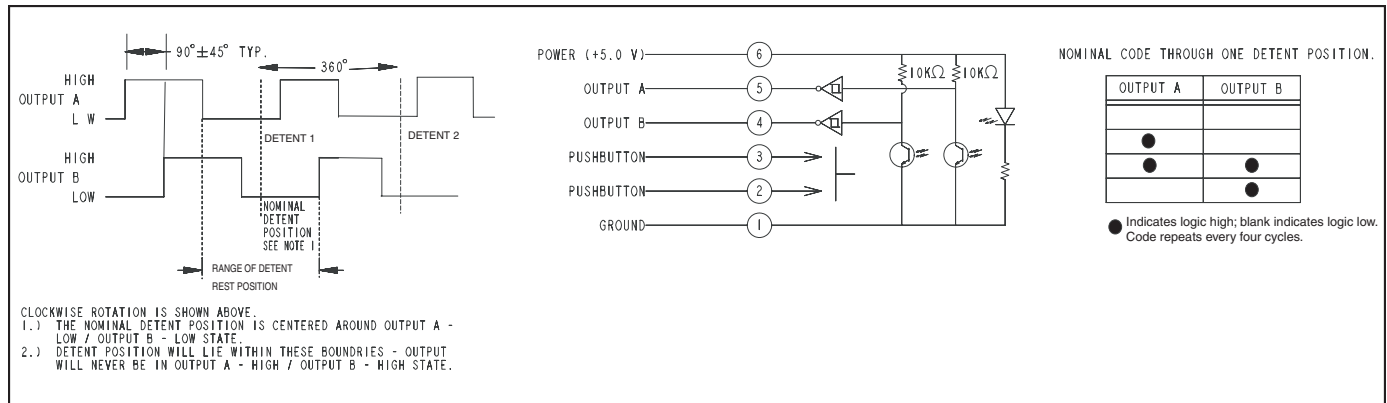 90°±45° TYP.
360°
HIGH
OUTPUT A
L W
DETENT 1
DETENT 2
HIGH
OUTPUT B
LOW
NOMINAL
DETENT
POSITION
SEE NOTE 1
RANGE OF DETENT
REST POSITION
CLOCKWISE ROTATION IS SHOWN ABOVE.
1.) THE NOMINAL DETENT POSITION IS CENTERED AROUND OUTPUT A -
LOW / OUTPUT B - LOW STATE.
2.) DETENT POSITION WILL LIE WITHIN THESE BOUNDRIES - OUTPUT
WILL NEVER BE IN OUTPUT A - HIGH / OUTPUT B - HIGH STATE.
POWER (+5.0 V) 6
10KΩ 10KΩ
OUTPUT A 5
OUTPUT B 4
PUSHBUTTON 3
PUSHBUTTON 2
GROUND 1
NOMINAL CODE THROUGH ONE DETENT POSITION.
OUTPUT A OUTPUT B
Indicates logic high; blank indicates logic low.
Code repeats every four cycles.